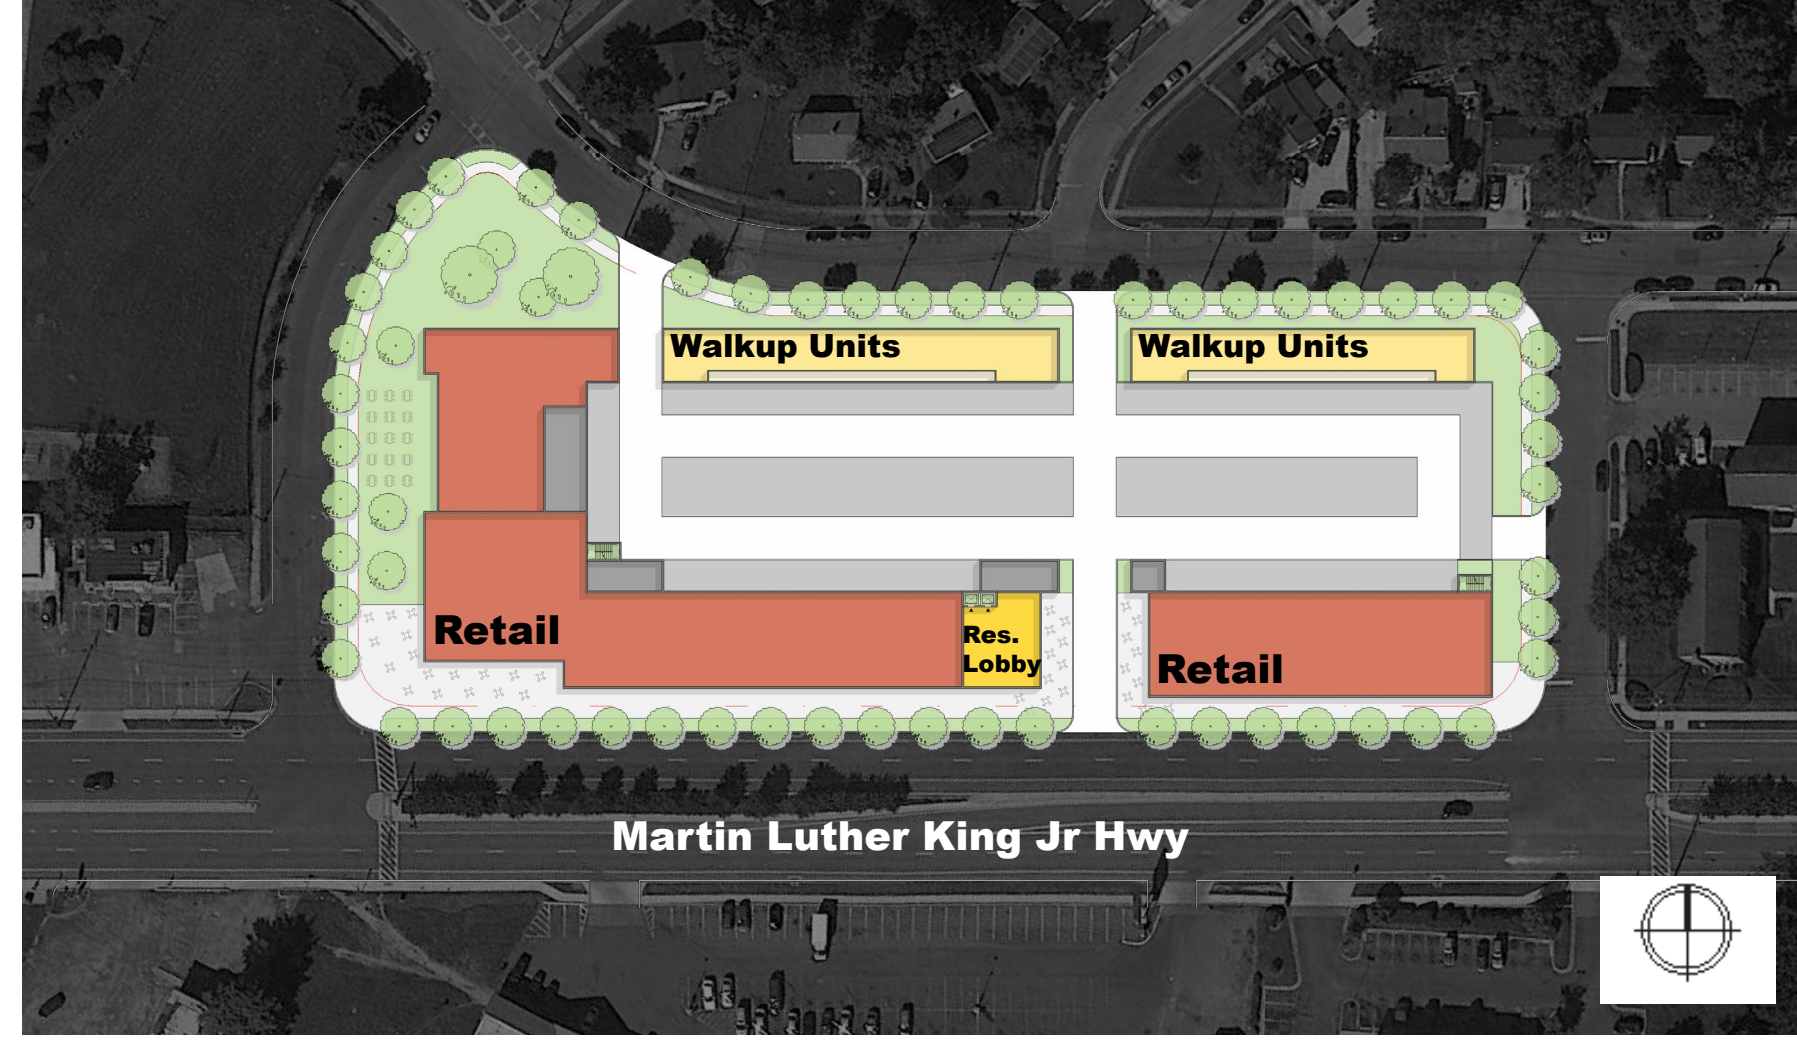 Walkup Units
Walkup Units
Retail
Res.
Lobby
Retail
Martin Luther King Jr Hwy